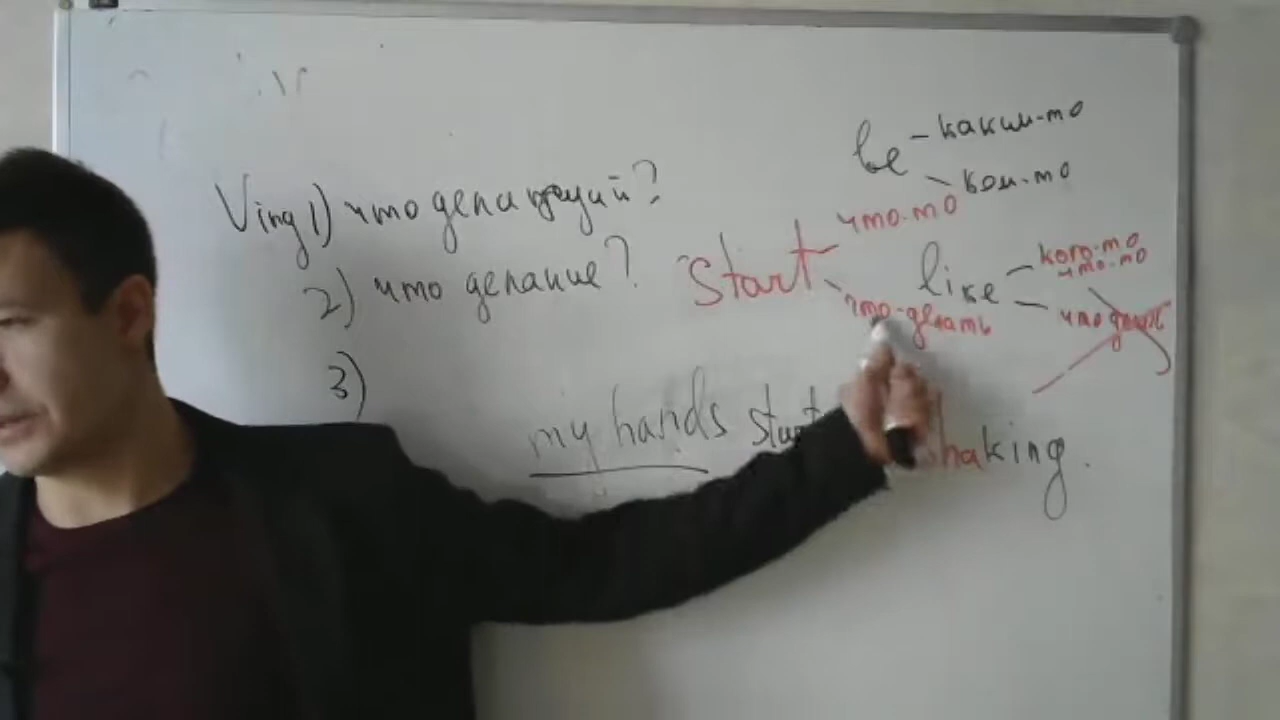 Ving 1) что делающий?
2) что делание?
3)
be - каким-то
- кем-то
start - что-то
- что-делать
like - кого-то
что-то
- что делать
my hands start shaking.